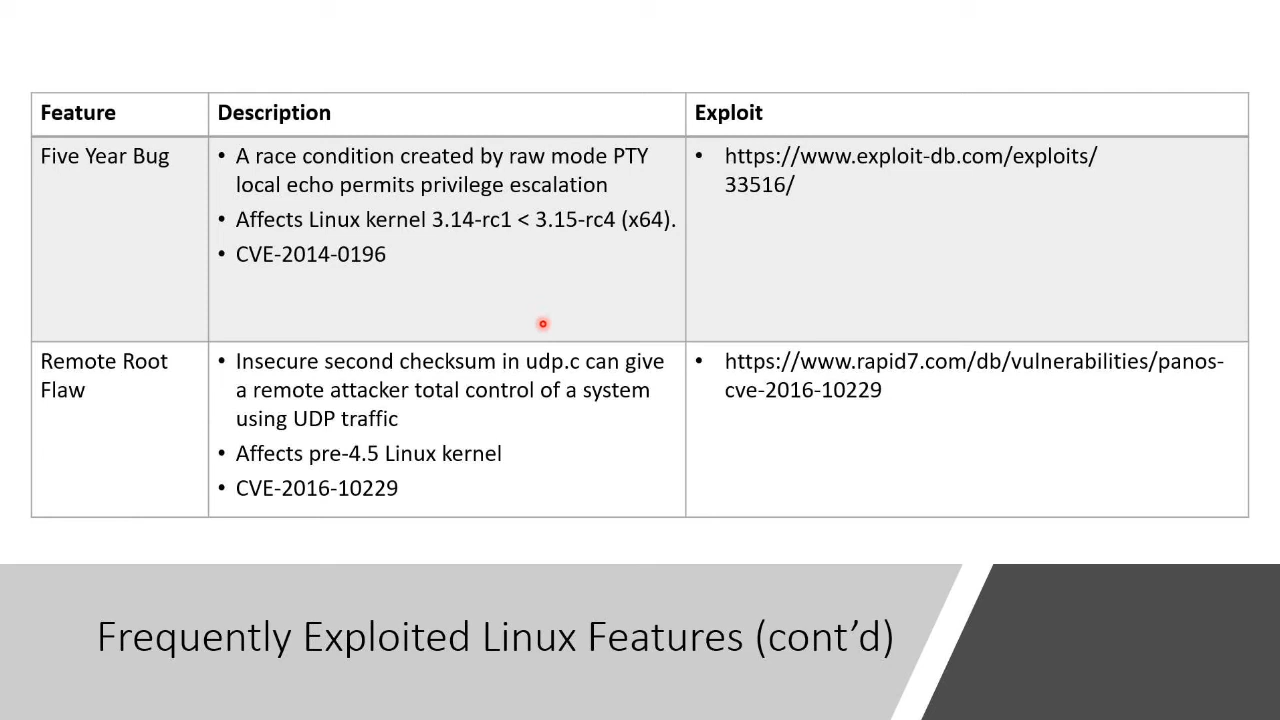 Feature Description Exploit
Five Year Bug
• A race condition created by raw mode PTY
local echo permits privilege escalation
• Affects Linux kernel 3.14-rc1 < 3.15-rc4 (x64).
• CVE-2014-0196
• https://www.exploit-db.com/exploits/
33516/
Remote Root
Flaw
• Insecure second checksum in udp.c can give
a remote attacker total control of a system
using UDP traffic
• Affects pre-4.5 Linux kernel
• CVE-2016-10229
• https://www.rapid7.com/db/vulnerabilities/panos-
cve-2016-10229
Frequently Exploited Linux Features (cont’d)